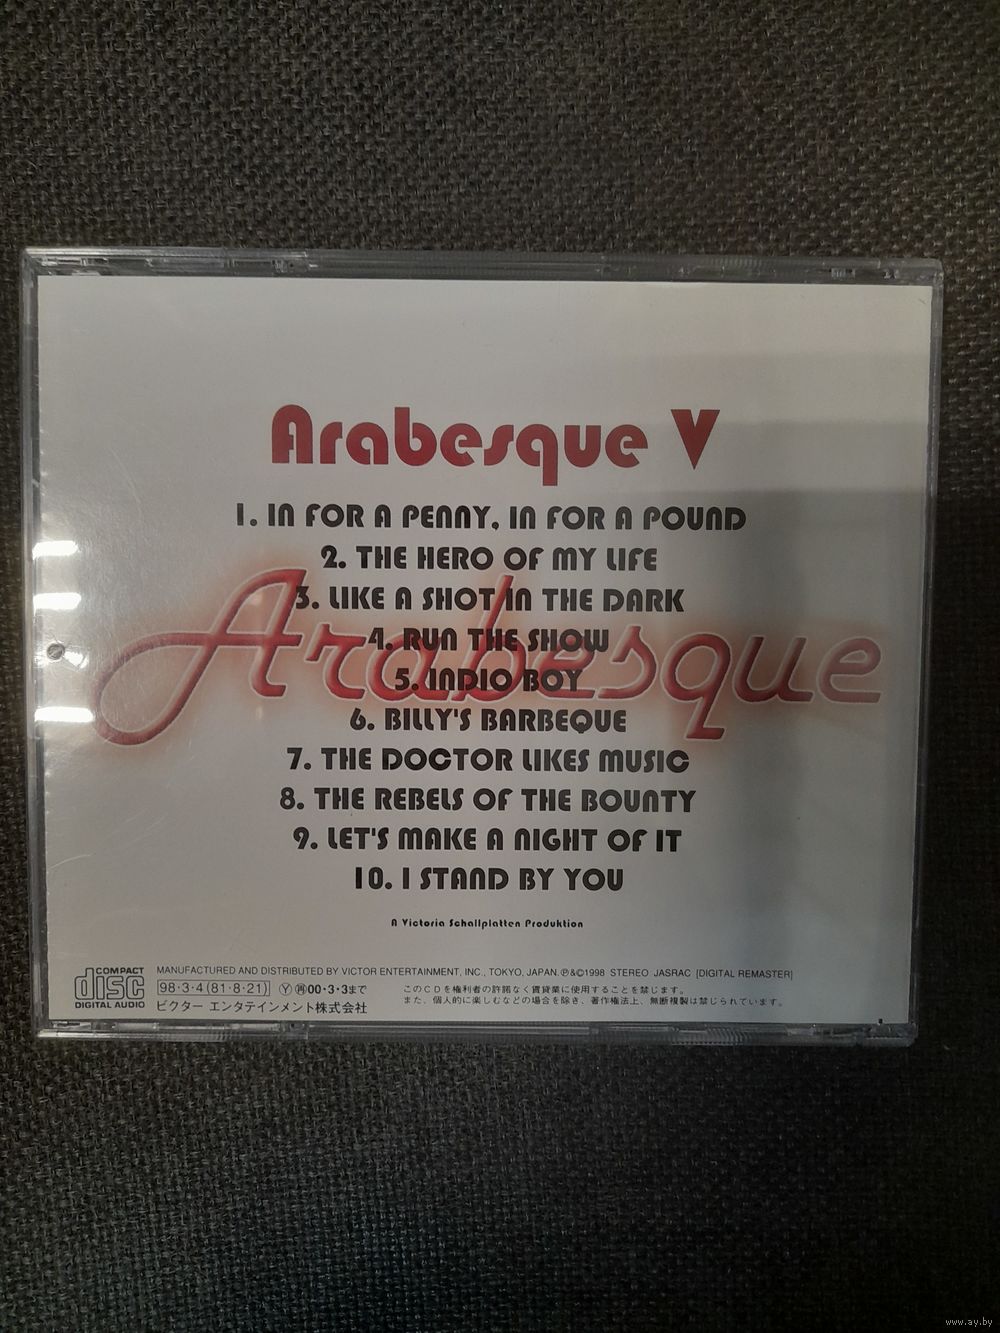 Arabesque V
1. IN FOR A PENNY, IN FOR A POUND
2. THE HERO OF MY LIFE
3. LIKE A SHOT IN THE DARK
Arabesque
4. RUN THE SHOW
5. INDIO BOY
6. BILLY'S BARBEQUE
7. THE DOCTOR LIKES MUSIC
8. THE REBELS OF THE BOUNTY
9. LET'S MAKE A NIGHT OF IT
10. I STAND BY YOU
A Victoria Schallplatten Produktion
COMPACT
disc
DIGITAL AUDIO
MANUFACTURED AND DISTRIBUTED BY VICTOR ENTERTAINMENT, INC., TOKYO, JAPAN. ℗&©1998 STEREO JASRAC [DIGITAL REMASTER]
98·3·4(81·8·21) Ⓨ㊢00·3·3まで
ビクター エンタテインメント株式会社
このCDを権利者の許諾なく賃貸業に使用することを禁じます。
また、個人的に楽しむなどの場合を除き、著作権法上、無断複製は禁じられています。
www.ay.by